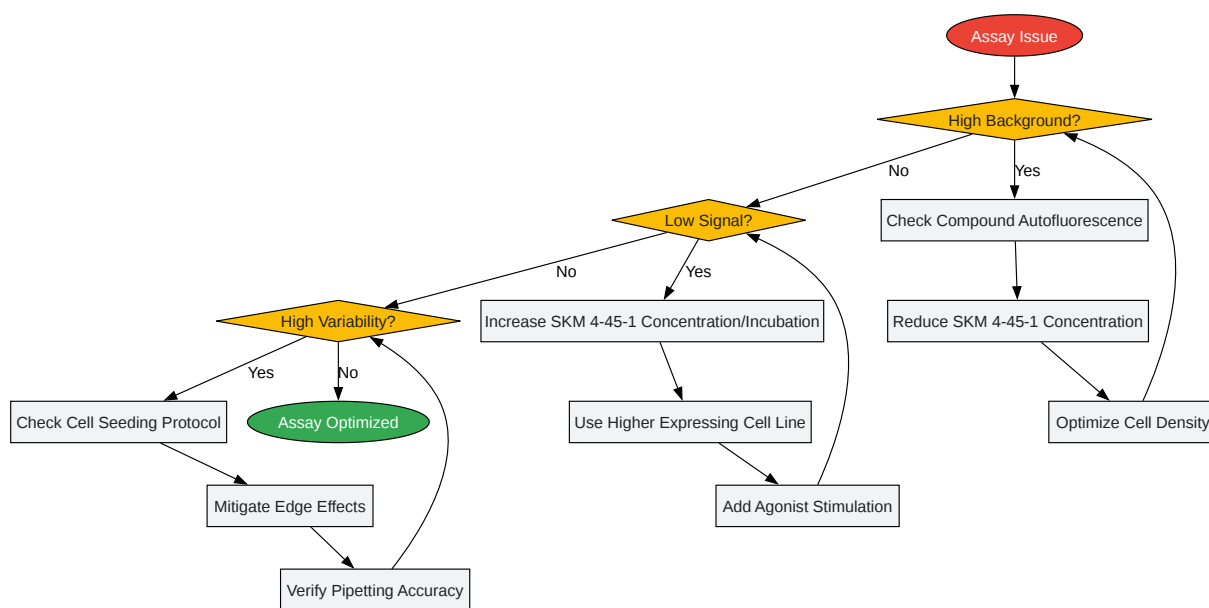 Assay Issue
High Background?
No
Yes
Low Signal?
Check Compound Autofluorescence
No
Yes
High Variability?
Increase SKM 4-45-1 Concentration/Incubation
Reduce SKM 4-45-1 Concentration
Yes
No
Check Cell Seeding Protocol
Assay Optimized
Use Higher Expressing Cell Line
Optimize Cell Density
Mitigate Edge Effects
Add Agonist Stimulation
Verify Pipetting Accuracy